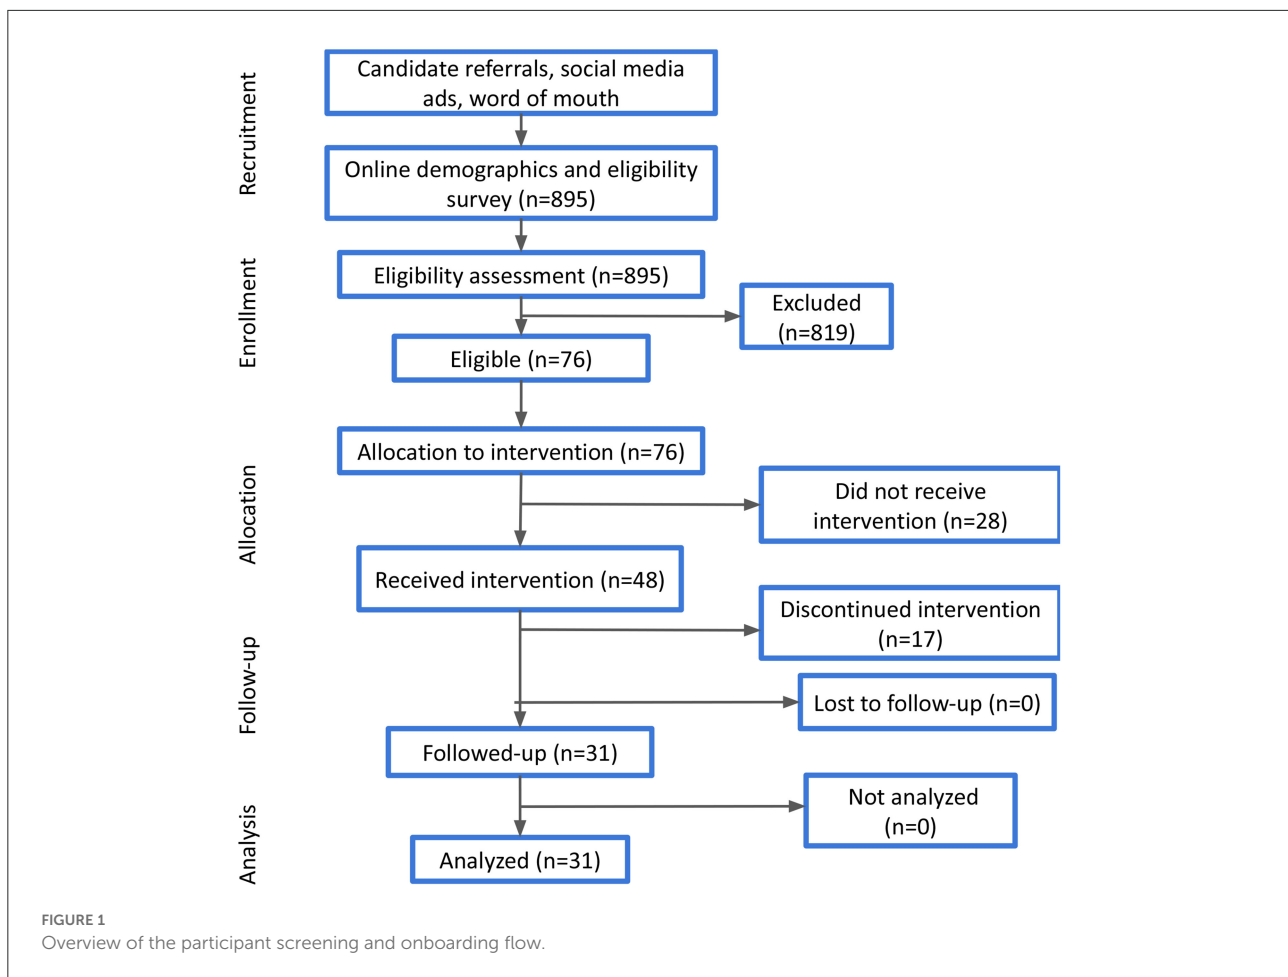 Recruitment
Candidate referrals, social media
ads, word of mouth
Online demographics and eligibility
survey (n=895)
Enrollment
Eligibility assessment (n=895)
Excluded
(n=819)
Eligible (n=76)
Allocation
Allocation to intervention (n=76)
Did not receive
intervention (n=28)
Received intervention (n=48)
Follow-up
Discontinued intervention
(n=17)
Lost to follow-up (n=0)
Followed-up (n=31)
Analysis
Not analyzed
(n=0)
Analyzed (n=31)
FIGURE 1
Overview of the participant screening and onboarding flow.